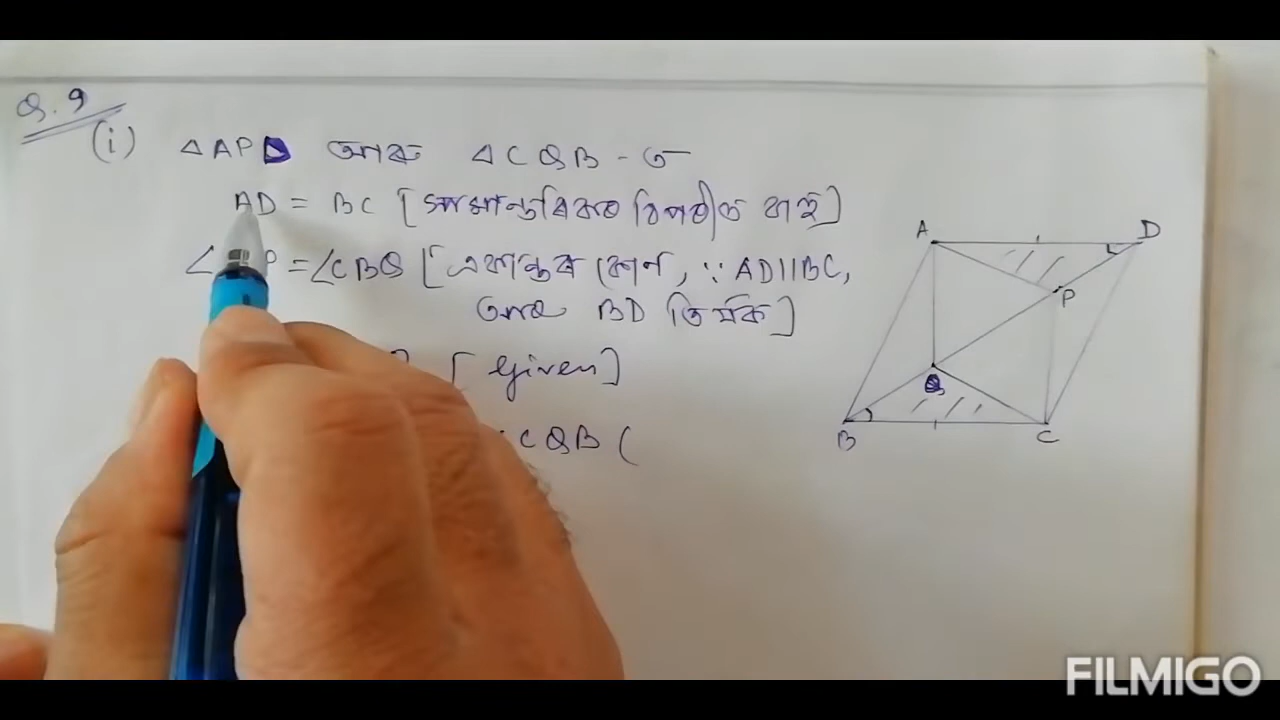 Q.9
(i) △APD আৰু △CQB-ত
AD = BC [সামান্তৰিকৰ বিপৰীত বাহু]
∠ P = ∠CBQ [একান্তৰ কোণ, ∵ AD||BC,
আৰু BD তিৰ্যক]
[Given]
CQB (
A
D
P
Q
B
C
FILMIGO